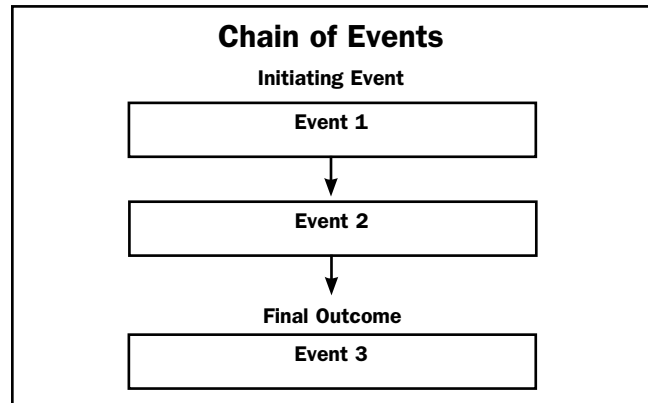 Chain of Events
Initiating Event
Event 1
Event 2
Final Outcome
Event 3